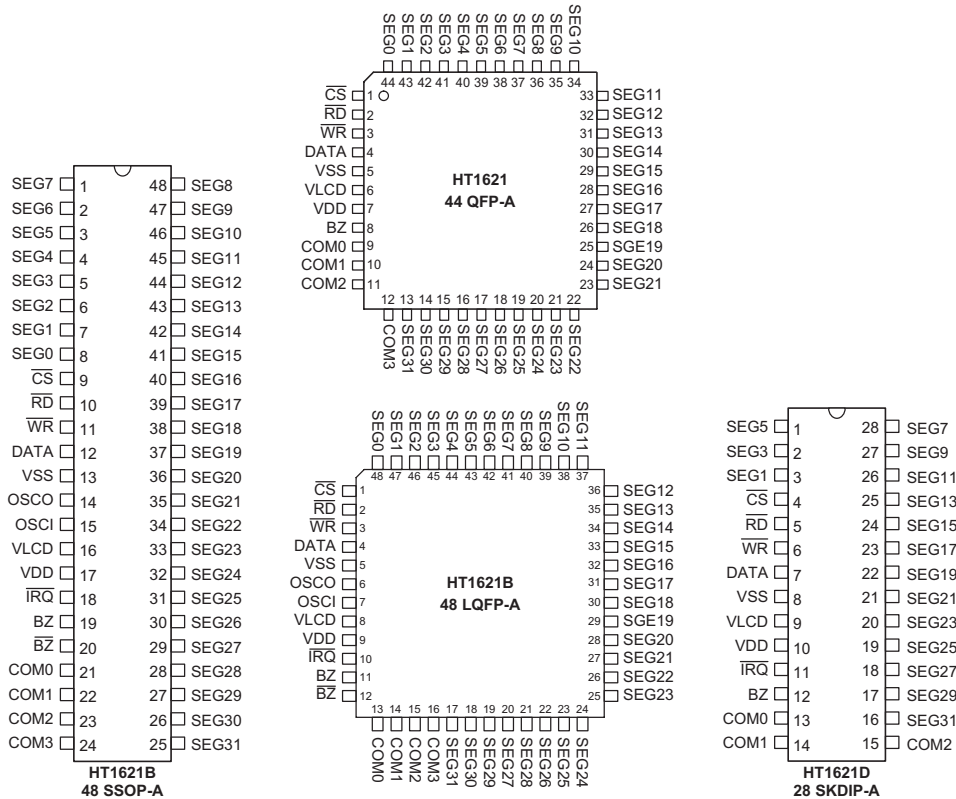 SEG7 1 48 SEG8
SEG6 2 47 SEG9
SEG5 3 46 SEG10
SEG4 4 45 SEG11
SEG3 5 44 SEG12
SEG2 6 43 SEG13
SEG1 7 42 SEG14
SEG0 8 41 SEG15
CS 9 40 SEG16
RD 10 39 SEG17
WR 11 38 SEG18
DATA 12 37 SEG19
VSS 13 36 SEG20
OSCO 14 35 SEG21
OSCI 15 34 SEG22
VLCD 16 33 SEG23
VDD 17 32 SEG24
IRQ 18 31 SEG25
BZ 19 30 SEG26
BZ 20 29 SEG27
COM0 21 28 SEG28
COM1 22 27 SEG29
COM2 23 26 SEG30
COM3 24 25 SEG31
HT1621B
48 SSOP-A
SEG0 SEG1 SEG2 SEG3 SEG4 SEG5 SEG6 SEG7 SEG8 SEG9 SEG10
44 43 42 41 40 39 38 37 36 35 34
CS 1 33 SEG11
RD 2 32 SEG12
WR 3 31 SEG13
DATA 4 30 SEG14
VSS 5 29 SEG15
VLCD 6 28 SEG16
VDD 7 27 SEG17
BZ 8 26 SEG18
COM0 9 25 SGE19
COM1 10 24 SEG20
COM2 11 23 SEG21
HT1621
44 QFP-A
12 13 14 15 16 17 18 19 20 21 22
COM3 SEG31 SEG30 SEG29 SEG28 SEG27 SEG26 SEG25 SEG24 SEG23 SEG22
SEG0 SEG1 SEG2 SEG3 SEG4 SEG5 SEG6 SEG7 SEG8 SEG9 SEG10 SEG11
48 47 46 45 44 43 42 41 40 39 38 37
CS 1 36 SEG12
RD 2 35 SEG13
WR 3 34 SEG14
DATA 4 33 SEG15
VSS 5 32 SEG16
OSCO 6 31 SEG17
OSCI 7 30 SEG18
VLCD 8 29 SGE19
VDD 9 28 SEG20
IRQ 10 27 SEG21
BZ 11 26 SEG22
BZ 12 25 SEG23
HT1621B
48 LQFP-A
13 14 15 16 17 18 19 20 21 22 23 24
COM0 COM1 COM2 COM3 SEG31 SEG30 SEG29 SEG27 SEG28 SEG26 SEG25 SEG24
SEG5 1 28 SEG7
SEG3 2 27 SEG9
SEG1 3 26 SEG11
CS 4 25 SEG13
RD 5 24 SEG15
WR 6 23 SEG17
DATA 7 22 SEG19
VSS 8 21 SEG21
VLCD 9 20 SEG23
VDD 10 19 SEG25
IRQ 11 18 SEG27
BZ 12 17 SEG29
COM0 13 16 SEG31
COM1 14 15 COM2
HT1621D
28 SKDIP-A